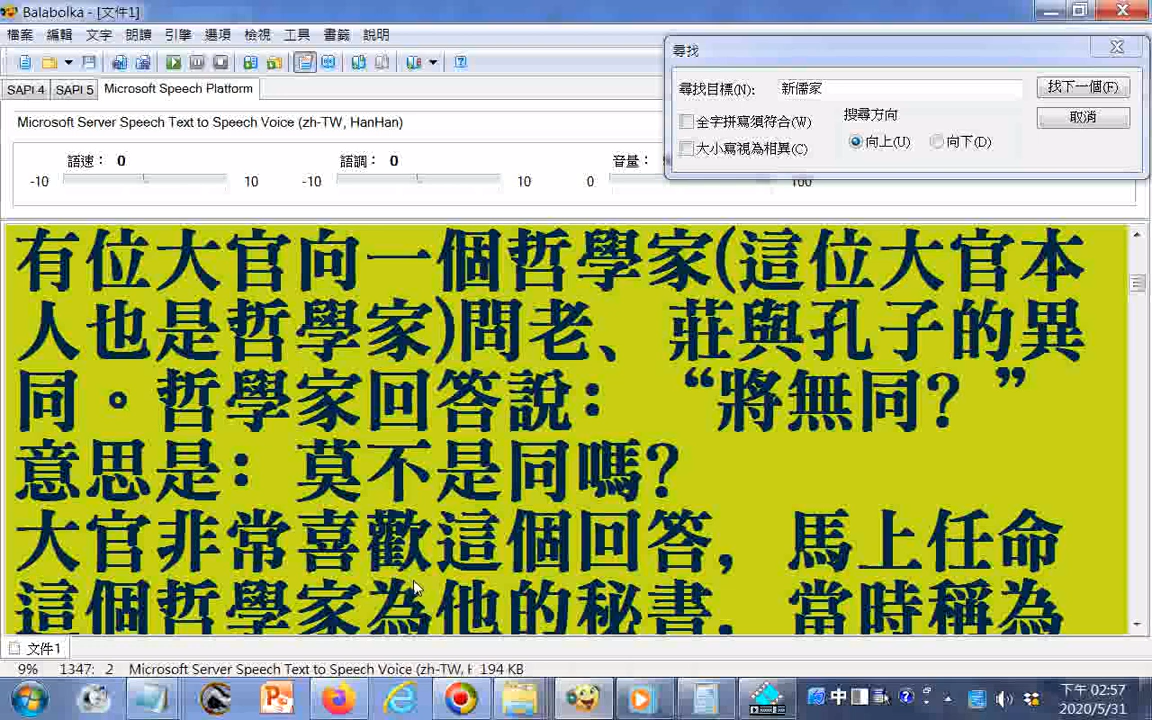 Balabolka - [文件1]
檔案 編輯 文字 朗讀 引擎 選項 檢視 工具 書籤 說明
尋找
尋找目標(N): 新儒家 找下一個(F)
全字拼寫須符合(W) 搜尋方向 取消
大小寫視為相異(C) 向上(U) 向下(D)
SAPI 4 SAPI 5 Microsoft Speech Platform
Microsoft Server Speech Text to Speech Voice (zh-TW, HanHan)
語速: 0 語調: 0 音量:
-10 10 -10 10 0 100
有位大官向一個哲學家(這位大官本
人也是哲學家)問老、莊與孔子的異
同。哲學家回答說:“將無同?”
意思是: 莫不是同嗎?
大官非常喜歡這個回答, 馬上任命
這個哲學家為他的秘書, 當時稱為
文件1
9% 1347: 2 Microsoft Server Speech Text to Speech Voice (zh-TW, H 194 KB
中
下午 02:57
2020/5/31